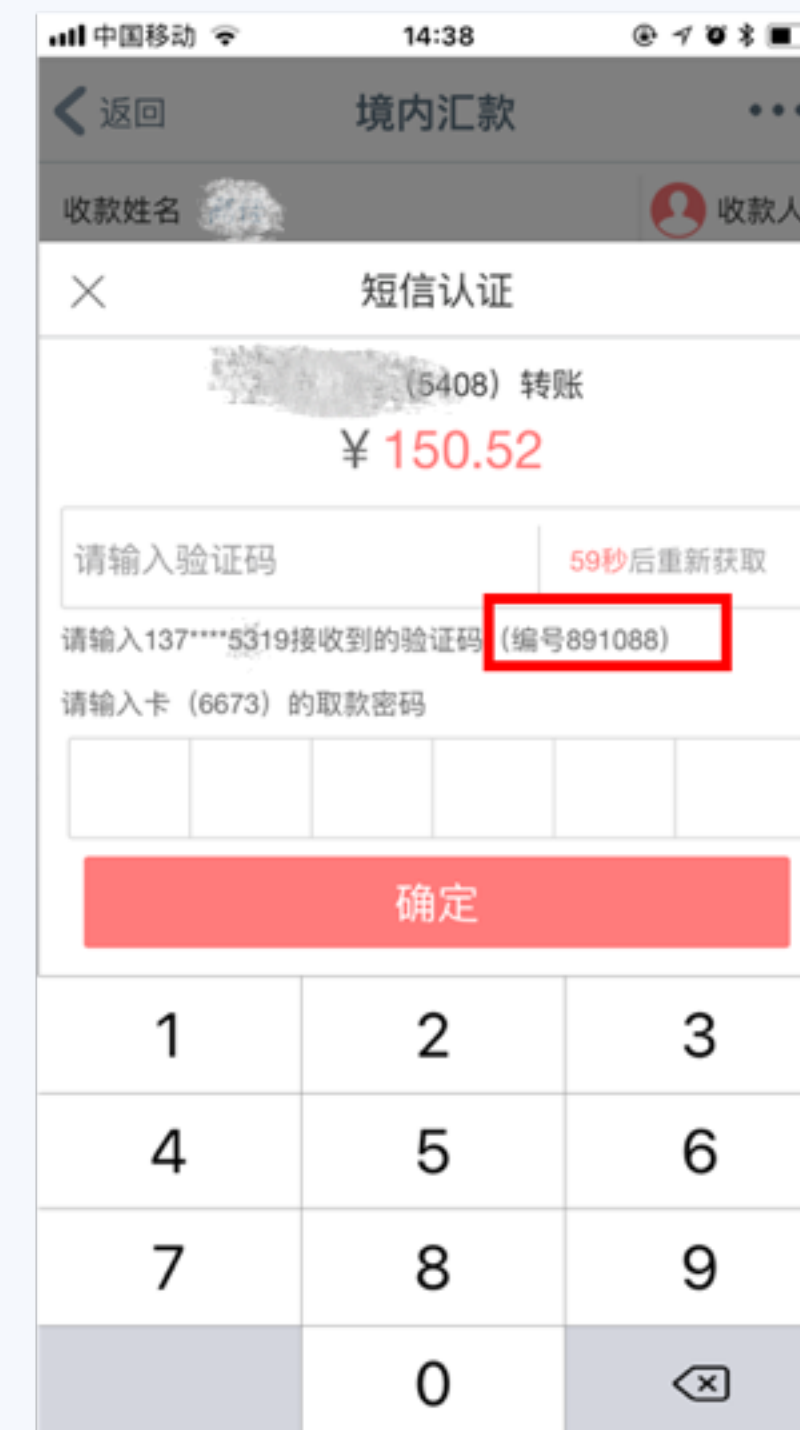 中国移动 14:38
返回 境内汇款
收款姓名 收款人
短信认证
（5408）转账
¥ 150.52
请输入验证码 59秒后重新获取
请输入137****5319接收到的验证码（编号891088）
请输入卡（6673）的取款密码
确定
1 2 3
4 5 6
7 8 9
0